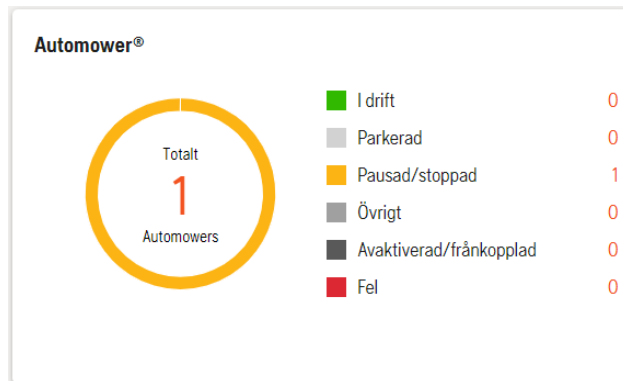 Automower®
Totalt
1
Automowers
I drift 0
Parkerad 0
Pausad/stoppad 1
Övrigt 0
Avaktiverad/frånkopplad 0
Fel 0